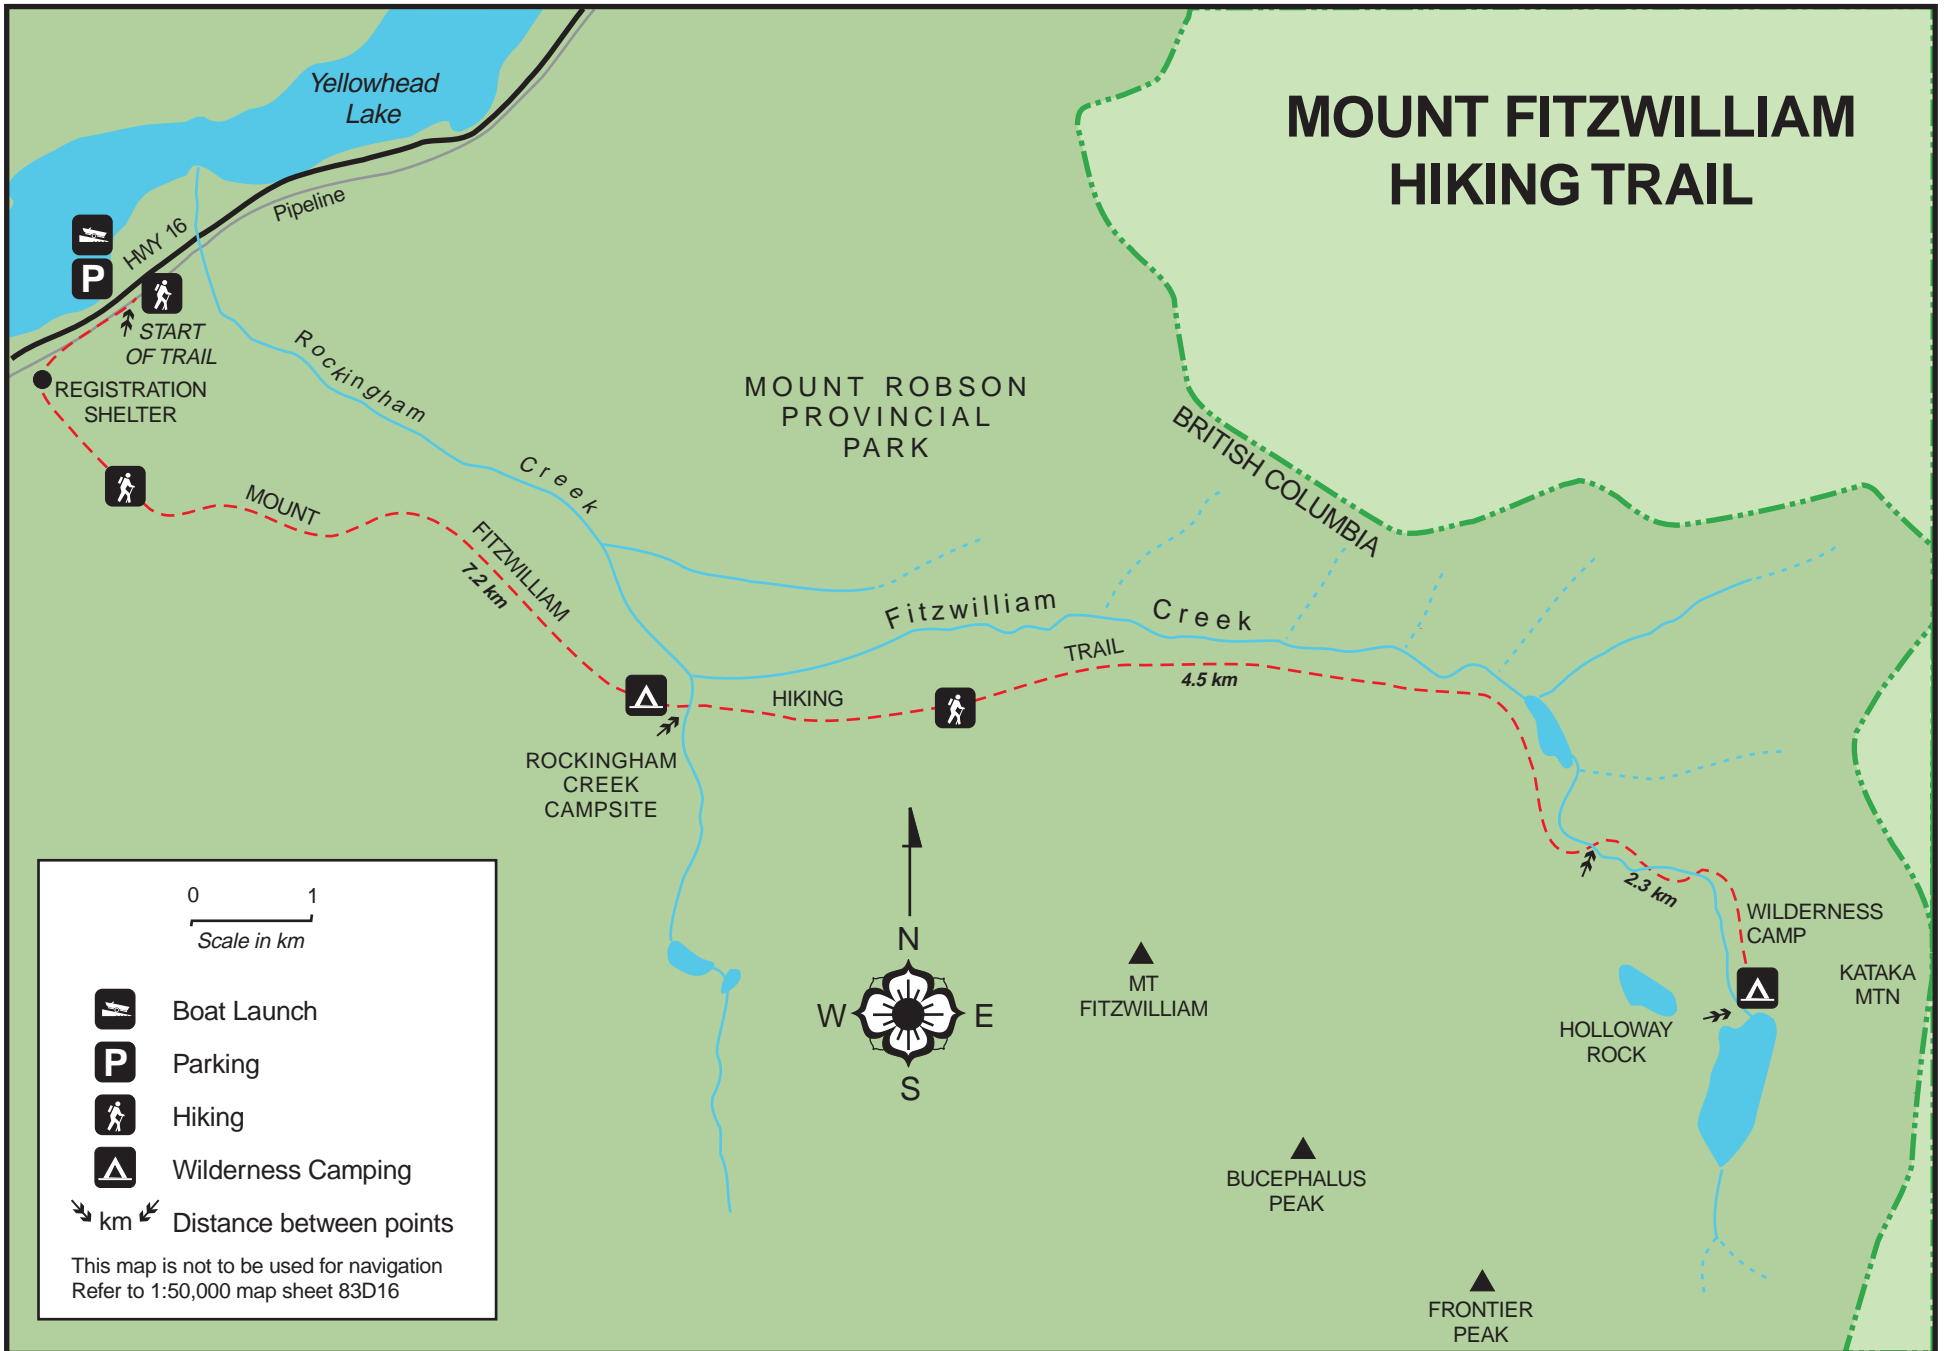 MOUNT FITZWILLIAM
HIKING TRAIL
Yellowhead
Lake
HWY 16
Pipeline
P
START
OF TRAIL
REGISTRATION
SHELTER
Rockingham
Creek
MOUNT ROBSON
PROVINCIAL
PARK
BRITISH COLUMBIA
MOUNT
FITZWILLIAM
7.2 km
Fitzwilliam
Creek
HIKING
TRAIL
4.5 km
ROCKINGHAM
CREEK
CAMPSITE
2.3 km
WILDERNESS
CAMP
KATAKA
MTN
HOLLOWAY
ROCK
MT
FITZWILLIAM
BUCEPHALUS
PEAK
FRONTIER
PEAK
N
W
E
S
0 1
Scale in km
Boat Launch
P Parking
Hiking
Wilderness Camping
km Distance between points
This map is not to be used for navigation
Refer to 1:50,000 map sheet 83D16